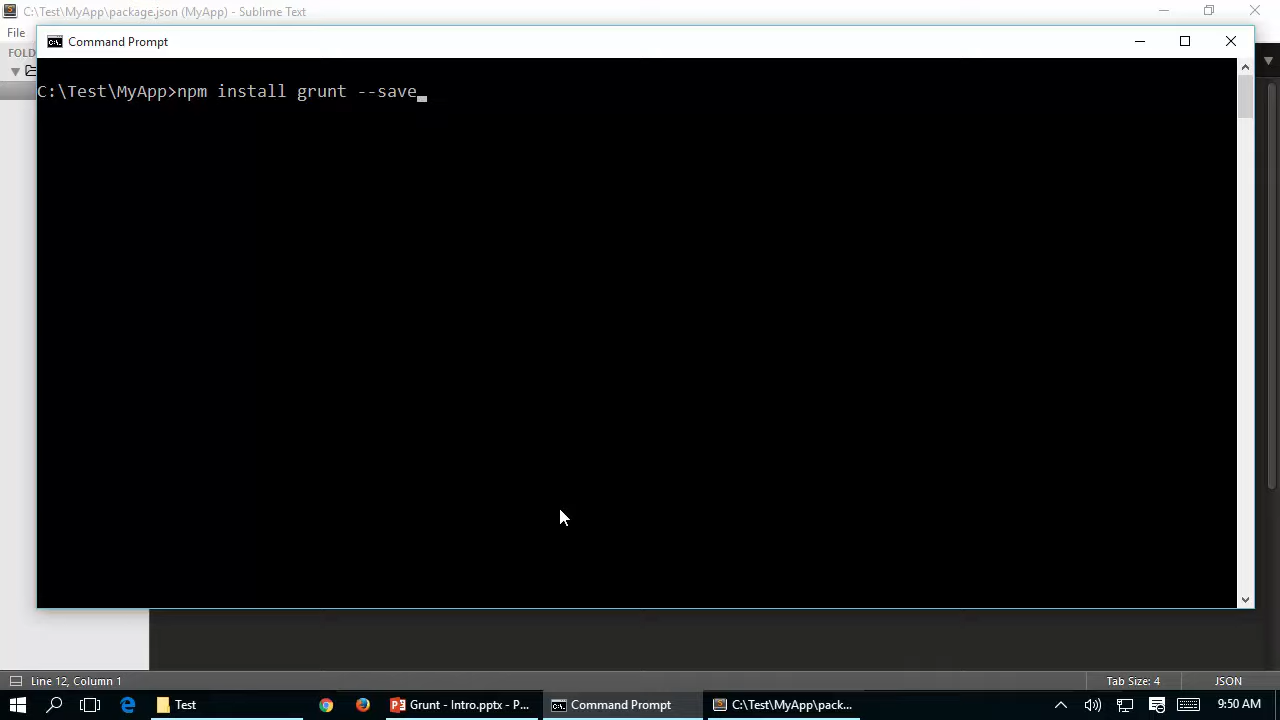 C:\Test\MyApp\package.json (MyApp) - Sublime Text
File
Command Prompt
FOLD
C:\Test\MyApp>npm install grunt --save
Line 12, Column 1
Tab Size: 4
JSON
Test
Grunt - Intro.pptx - P...
Command Prompt
C:\Test\MyApp\pack...
9:50 AM